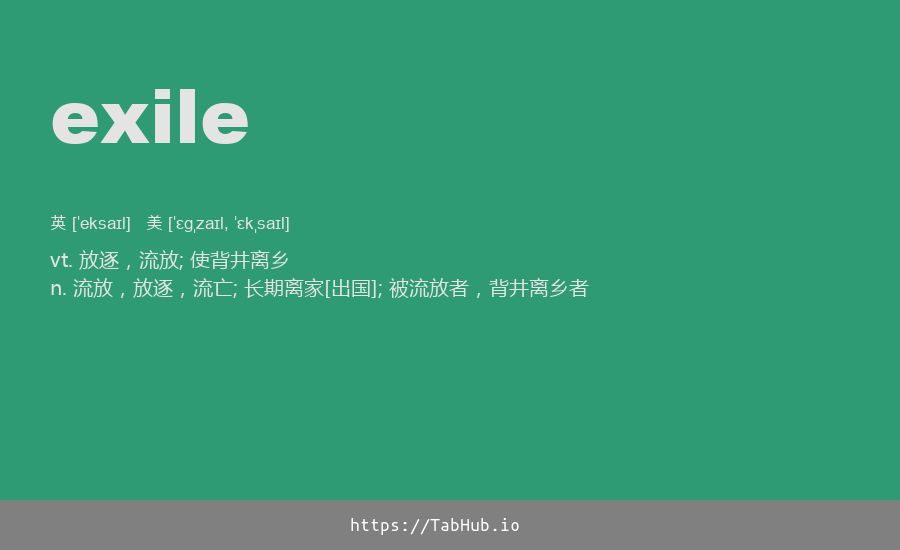 exile
英 [ˈeksaɪl] 美 [ˈɛɡˌzaɪl, ˈɛkˌsaɪl]
vt. 放逐，流放; 使背井离乡
n. 流放，放逐，流亡; 长期离家[出国]; 被流放者，背井离乡者
https://TabHub.io